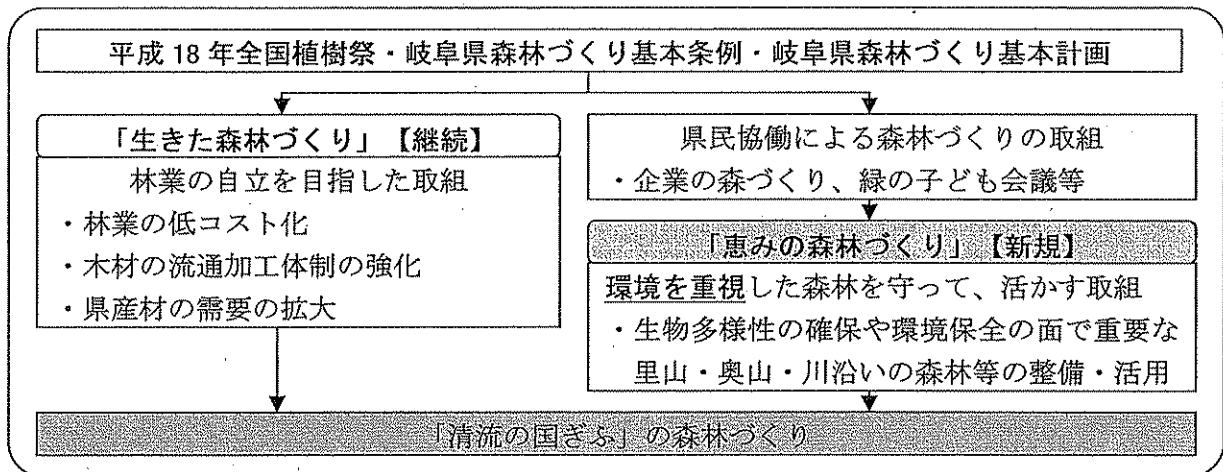 平成18年全国植樹祭・岐阜県森林づくり基本条例・岐阜県森林づくり基本計画
「生きた森林づくり」【継続】
林業の自立を目指した取組
・林業の低コスト化
・木材の流通加工体制の強化
・県産材の需要の拡大
県民協働による森林づくりの取組
・企業の森づくり、緑の子ども会議等
「恵みの森林づくり」【新規】
環境を重視した森林を守って、活かす取組
・生物多様性の確保や環境保全の面で重要な
里山・奥山・川沿いの森林等の整備・活用
「清流の国ぎふ」の森林づくり